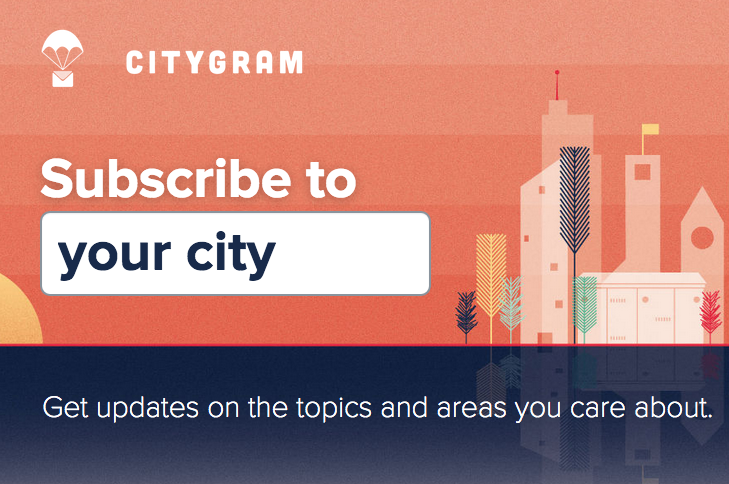 CITYGRAM
Subscribe to
your city
Get updates on the topics and areas you care about.